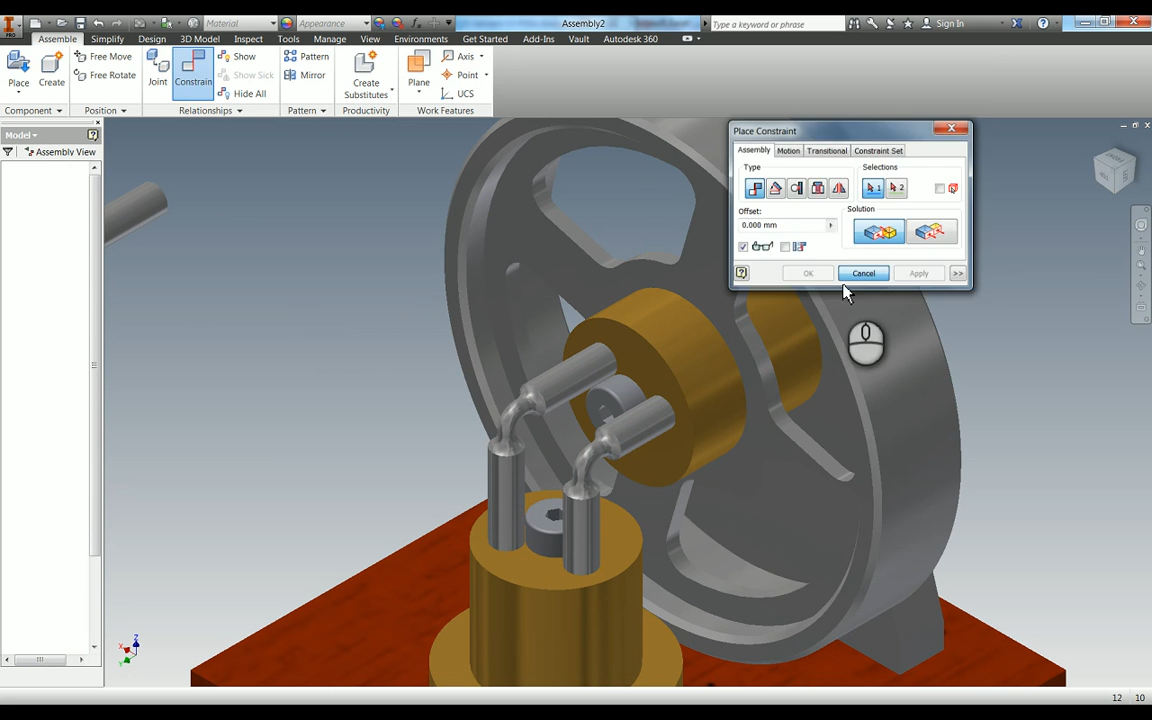 Material
Appearance
Assembly2
Type a keyword or phrase
Sign In
PRO
Assemble
Simplify
Design
3D Model
Inspect
Tools
Manage
View
Environments
Get Started
Add-Ins
Vault
Autodesk 360
Place
Create
Free Move
Free Rotate
Joint
Constrain
Show
Show Sick
Hide All
Pattern
Mirror
Create
Substitutes
Plane
Axis
Point
UCS
Component
Position
Relationships
Pattern
Productivity
Work Features
Model
Assembly View
Place Constraint
Assembly
Motion
Transitional
Constraint Set
Type
Selections
1
2
Offset:
0.000 mm
Solution
OK
Cancel
Apply
>>
0
X
Y
Z
12
10